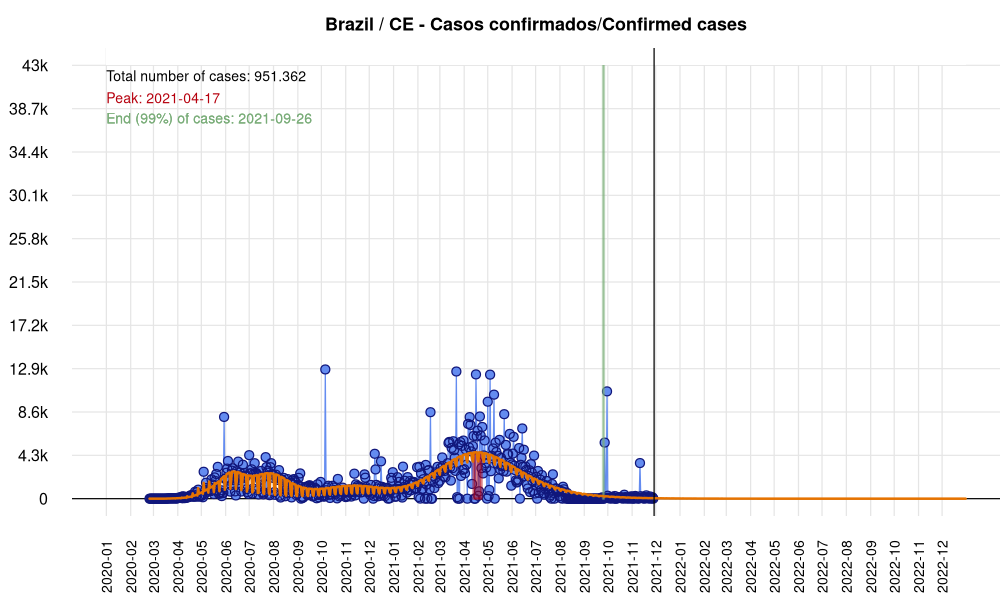 Brazil / CE - Casos confirmados/Confirmed cases
Total number of cases: 951.362
Peak: 2021-04-17
End (99%) of cases: 2021-09-26
43k
38.7k
34.4k
30.1k
25.8k
21.5k
17.2k
12.9k
8.6k
4.3k
0
2020-01
2020-02
2020-03
2020-04
2020-05
2020-06
2020-07
2020-08
2020-09
2020-10
2020-11
2020-12
2021-01
2021-02
2021-03
2021-04
2021-05
2021-06
2021-07
2021-08
2021-09
2021-10
2021-11
2021-12
2022-01
2022-02
2022-03
2022-04
2022-05
2022-06
2022-07
2022-08
2022-09
2022-10
2022-11
2022-12